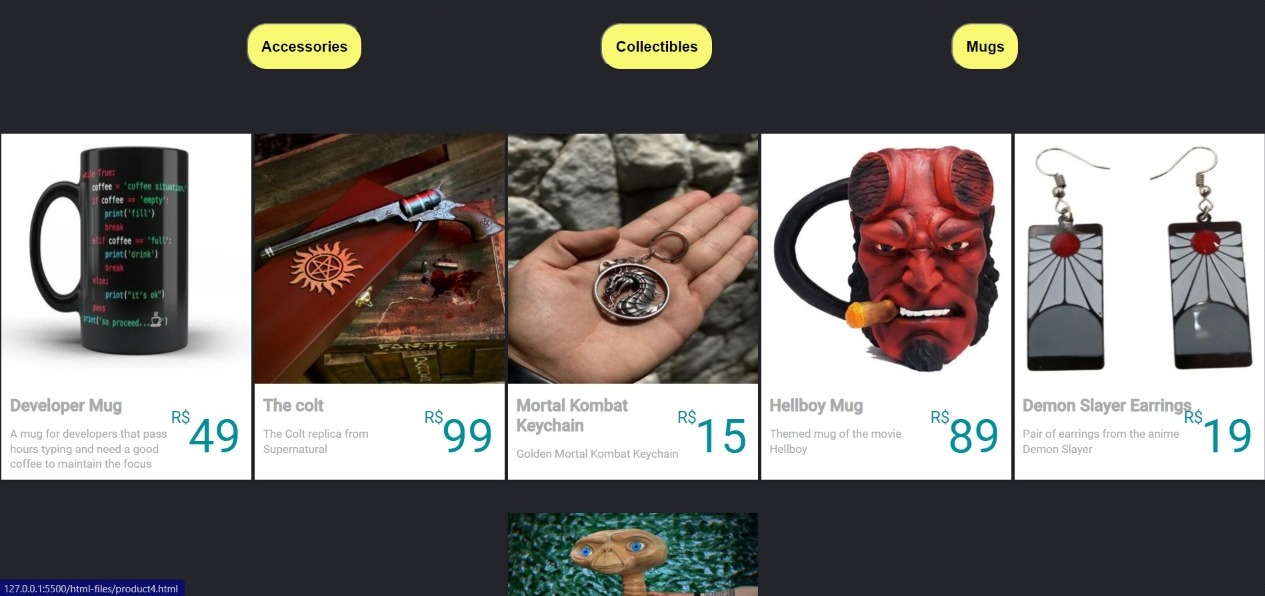 Accessories
Collectibles
Mugs
while True:
coffee = 'coffee situation.'
if coffee == 'empty':
print('fill')
break
elif coffee == 'full':
print('drink')
break
else:
print("it's ok")
pass
print('so proceed....')
Developer Mug
R$49
A mug for developers that pass
hours typing and need a good
coffee to maintain the focus
The colt
R$99
The Colt replica from
Supernatural
Mortal Kombat
Keychain
R$15
Golden Mortal Kombat Keychain
Hellboy Mug
R$89
Themed mug of the movie
Hellboy
Demon Slayer Earrings
R$19
Pair of earrings from the anime
Demon Slayer
127.0.0.1:5500/html-files/product4.html